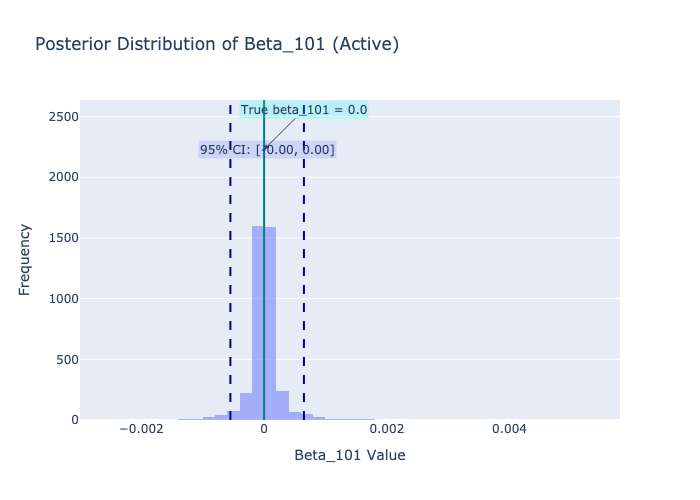 Posterior Distribution of Beta_101 (Active)
True beta_101 = 0.0
95% CI: [-0.00, 0.00]
2500
2000
1500
1000
500
0
Frequency
−0.002
0
0.002
0.004
Beta_101 Value